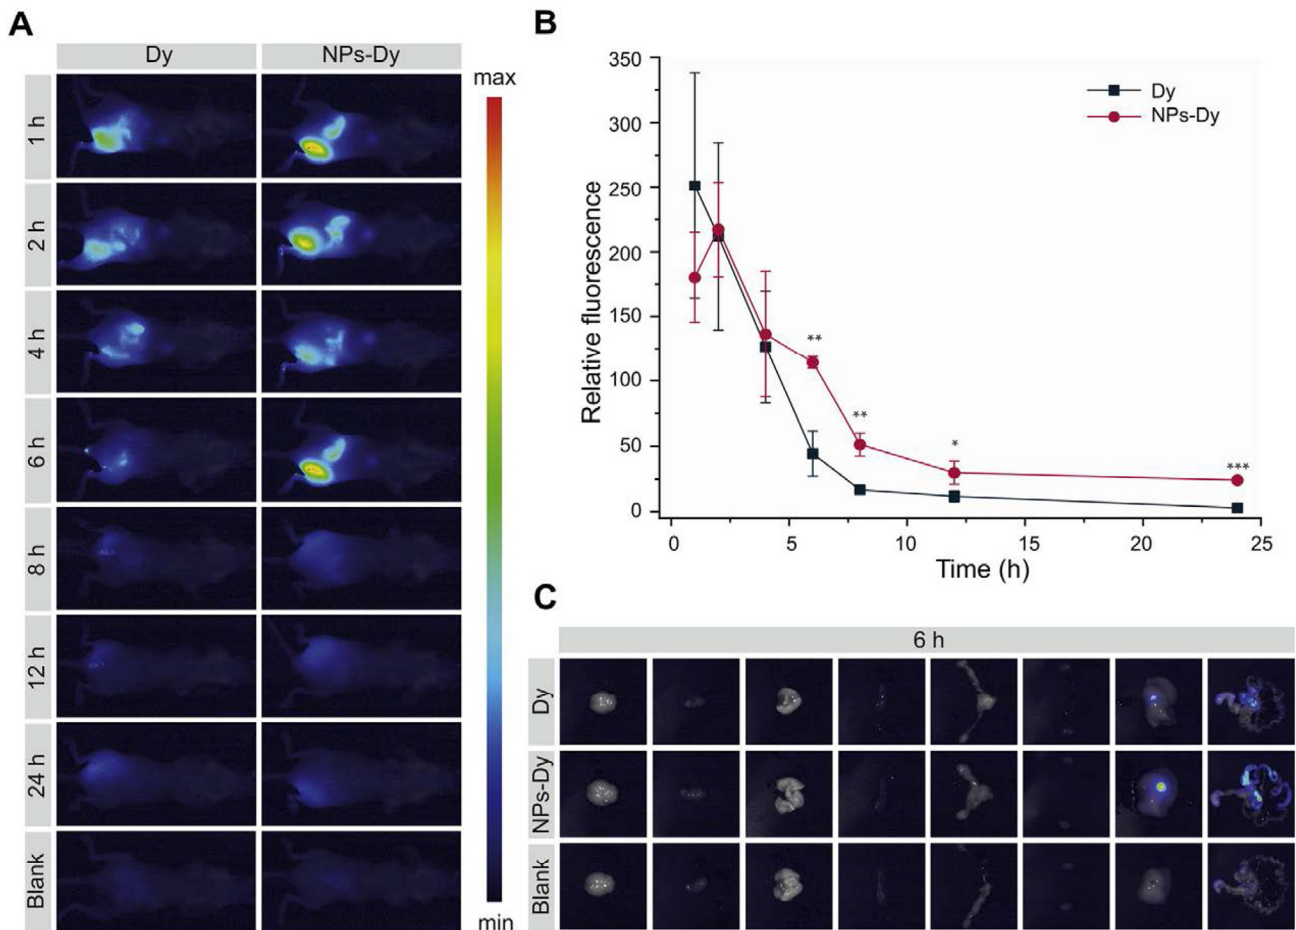 A
Dy
NPs-Dy
max
1 h
2 h
4 h
6 h
8 h
12 h
24 h
Blank
min
B
350
300
250
200
150
100
50
0
Relative fluorescence
Dy
NPs-Dy
**
**
*
***
0
5
10
15
20
25
Time (h)
C
6 h
Dy
NPs-Dy
Blank